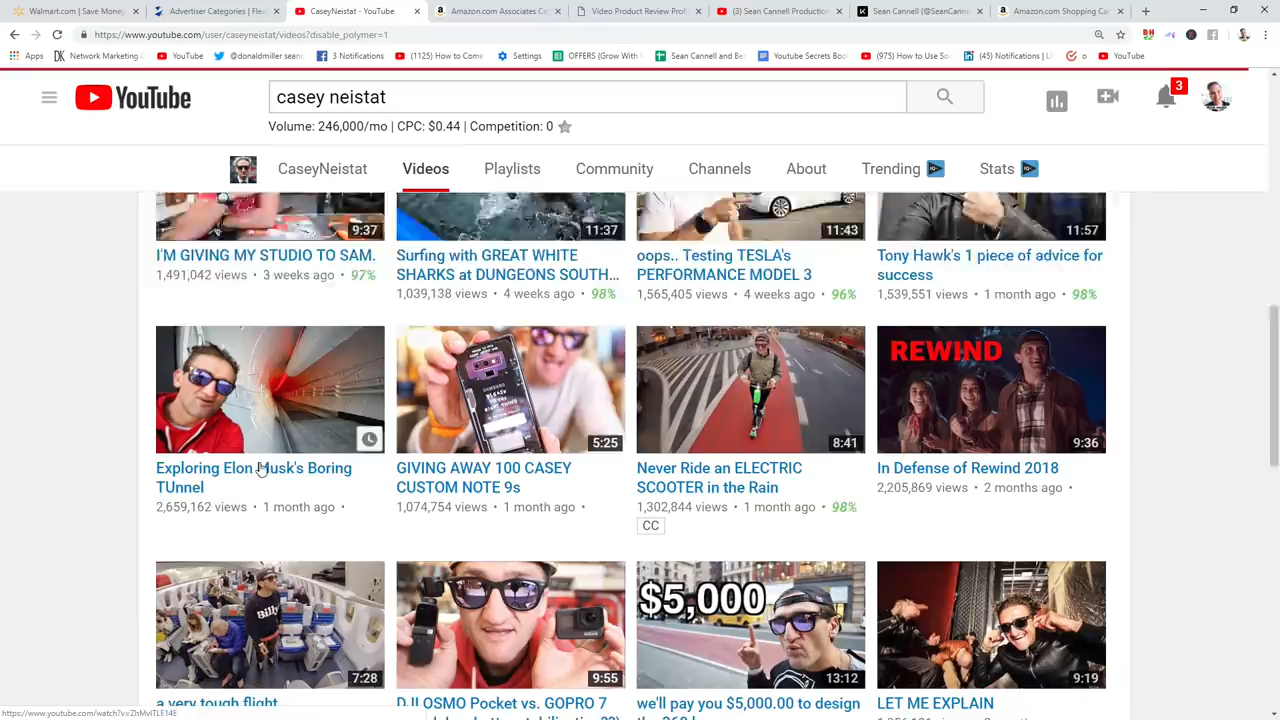 Walmart.com | Save Money
Advertiser Categories | Flex
CaseyNeistat - YouTube
Amazon.com Associates C
Video Product Review Prof
(3) Sean Cannell Production
Sean Cannell (@SeanCanne
Amazon.com Shopping Ca
https://www.youtube.com/user/caseyneistat/videos?disable_polymer=1
Apps
Network Marketing
YouTube
@donaldmiller seang
3 Notifications
(1125) How to Come
Settings
OFFERS (Grow With
Sean Cannell and Be
Youtube Secrets Boo
(975) How to Use So
(45) Notifications | Li
YouTube
YouTube
casey neistat
3
Volume: 246,000/mo | CPC: $0.44 | Competition: 0
CaseyNeistat
Videos
Playlists
Community
Channels
About
Trending
Stats
9:37
11:37
11:43
11:57
I'M GIVING MY STUDIO TO SAM.
1,491,042 views • 3 weeks ago • 97%
Surfing with GREAT WHITE
SHARKS at DUNGEONS SOUTH...
1,039,138 views • 4 weeks ago • 98%
oops.. Testing TESLA's
PERFORMANCE MODEL 3
1,565,405 views • 4 weeks ago • 96%
Tony Hawk's 1 piece of advice for
success
1,539,551 views • 1 month ago • 98%
SAMSUNG
5:25
8:41
REWIND
9:36
Exploring Elon Musk's Boring
TUnnel
2,659,162 views • 1 month ago •
GIVING AWAY 100 CASEY
CUSTOM NOTE 9s
1,074,754 views • 1 month ago •
Never Ride an ELECTRIC
SCOOTER in the Rain
1,302,844 views • 1 month ago • 98%
CC
In Defense of Rewind 2018
2,205,869 views • 2 months ago •
Billy
7:28
9:55
$5,000
13:12
9:19
a very tough flight
DJI OSMO Pocket vs. GOPRO 7
we'll pay you $5,000.00 to design
LET ME EXPLAIN